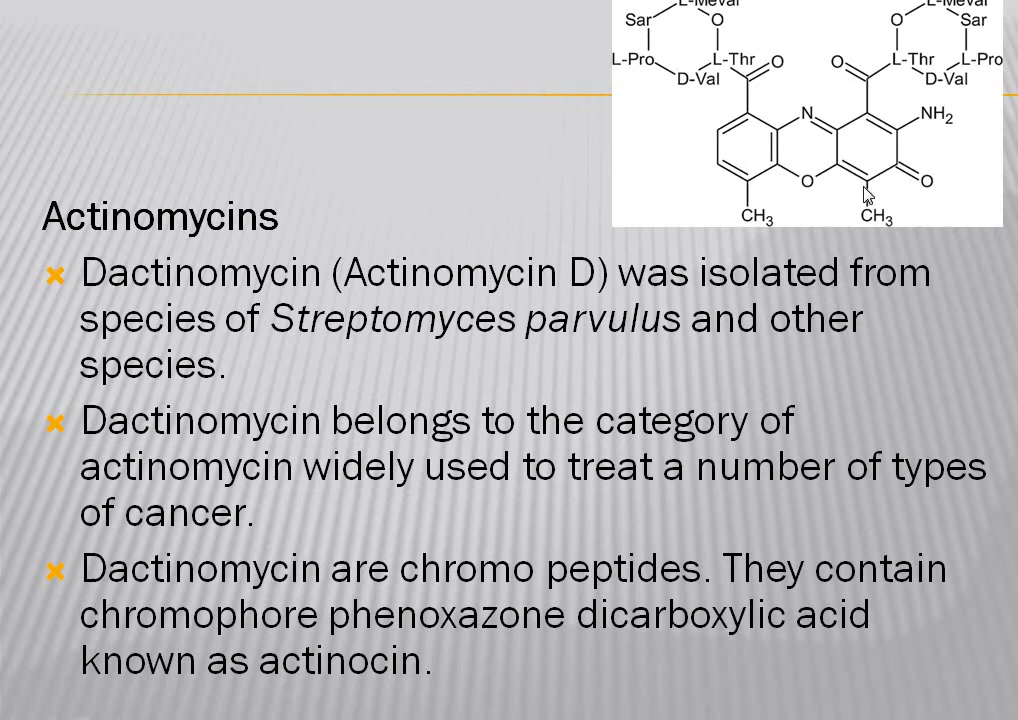 L-MeVal L-MeVal
Sar O O Sar
L-Pro L-Thr O O L-Thr L-Pro
D-Val D-Val
N NH2
O O
CH3 CH3
Actinomycins
Dactinomycin (Actinomycin D) was isolated from
species of Streptomyces parvulus and other
species.
Dactinomycin belongs to the category of
actinomycin widely used to treat a number of types
of cancer.
Dactinomycin are chromo peptides. They contain
chromophore phenoxazone dicarboxylic acid
known as actinocin.